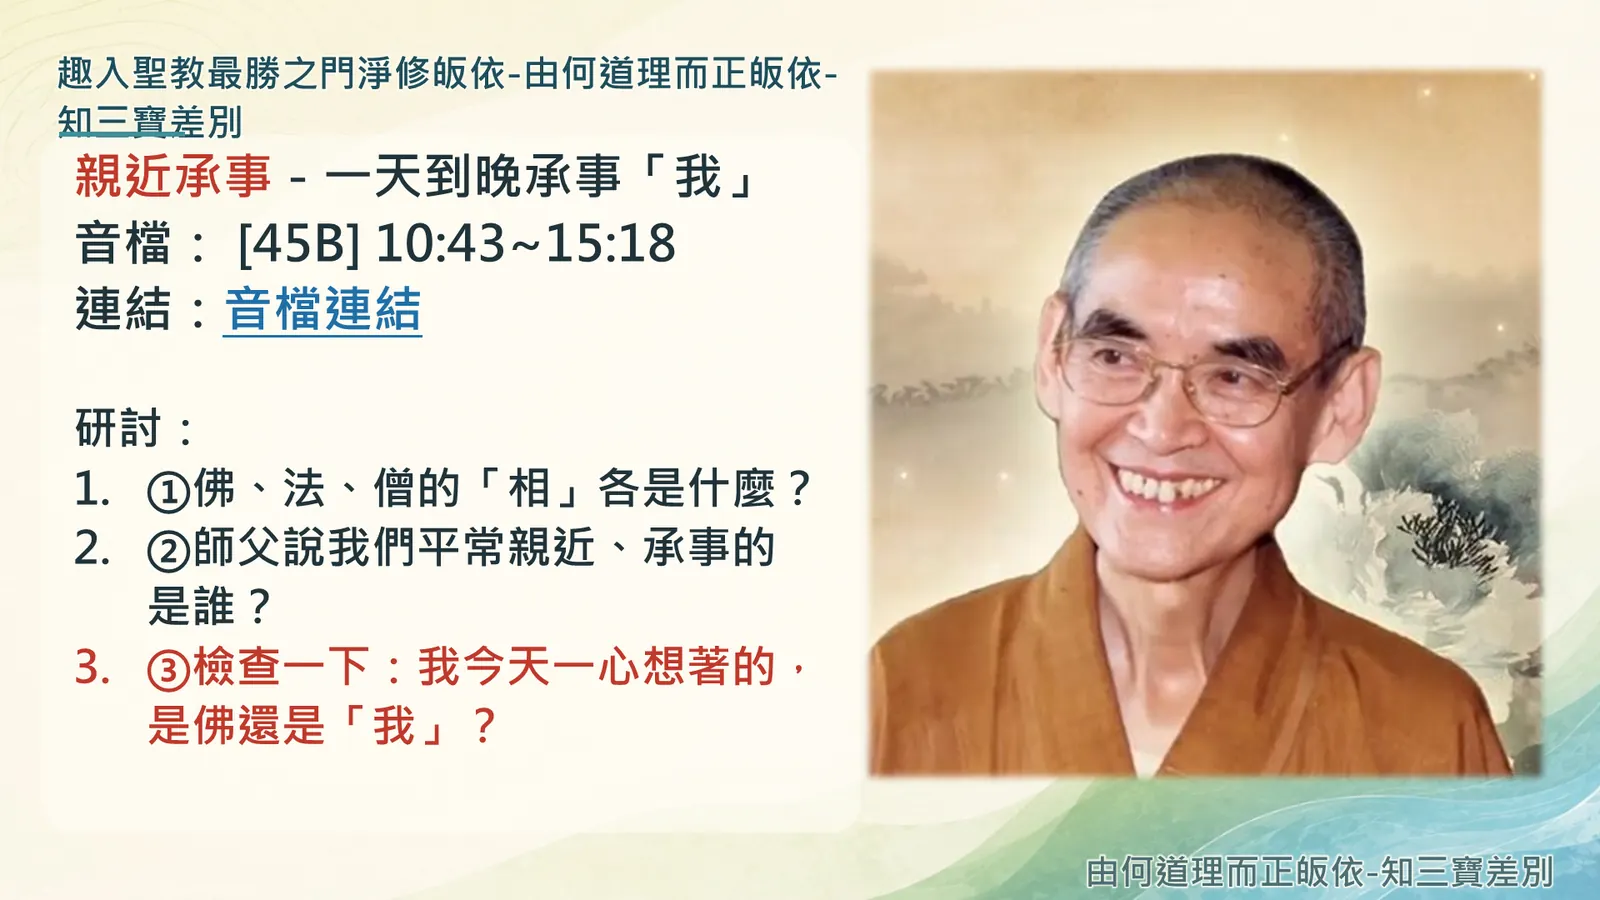 趣入聖教最勝之門淨修皈依-由何道理而正皈依-
知三寶差別
親近承事 - 一天到晚承事「我」
音檔： [45B] 10:43~15:18
連結：音檔連結
研討：
1. ①佛、法、僧的「相」各是什麼？
2. ②師父說我們平常親近、承事的
是誰？
3. ③檢查一下：我今天一心想著的，
是佛還是「我」？
由何道理而正皈依-知三寶差別